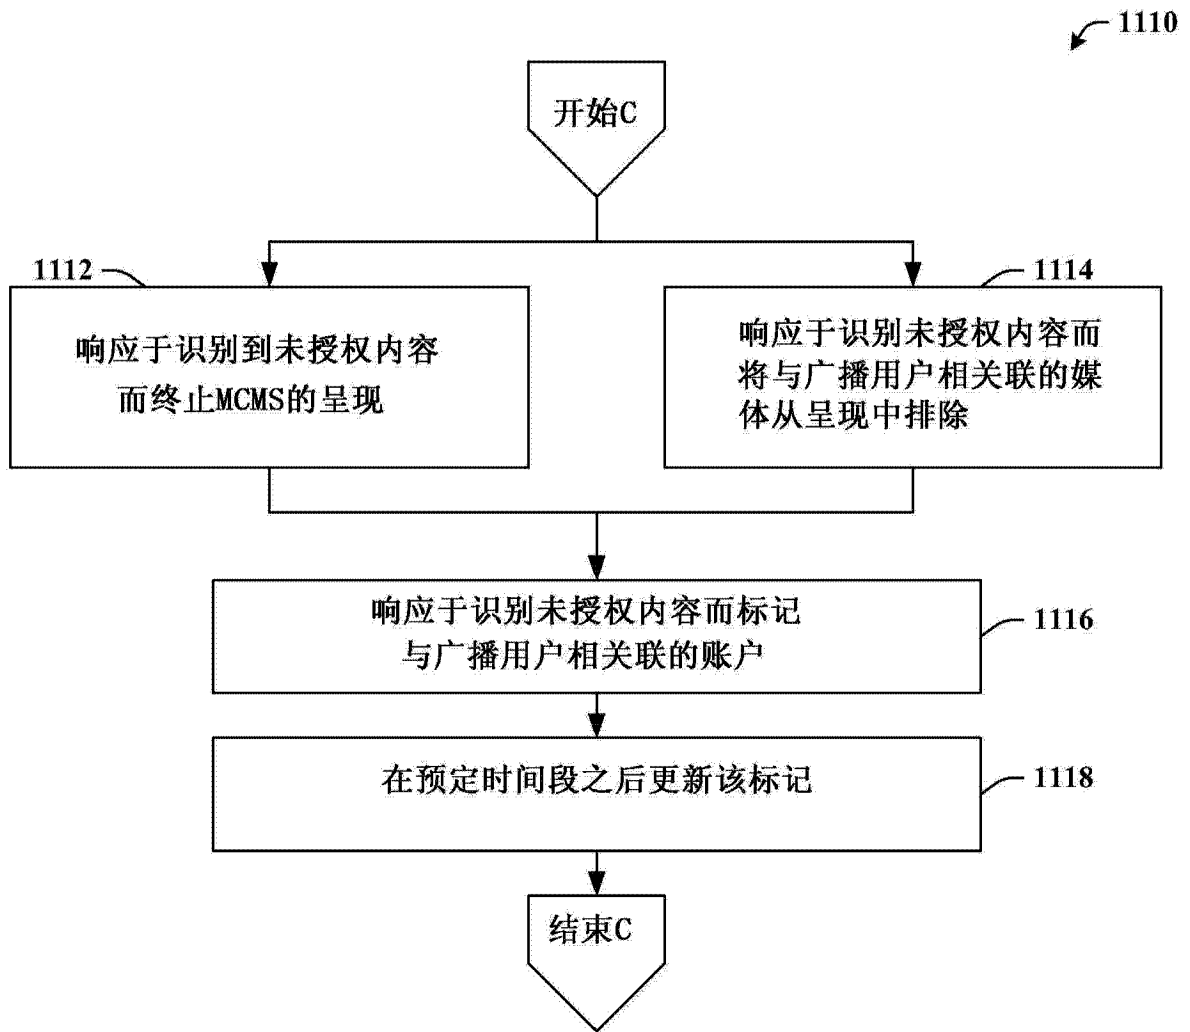 1110
开始C
1112
响应于识别到未授权内容
而终止MCMS的呈现
1114
响应于识别未授权内容而
将与广播用户相关联的媒
体从呈现中排除
响应于识别未授权内容而标记
与广播用户相关联的账户
1116
在预定时间段之后更新该标记
1118
结束C